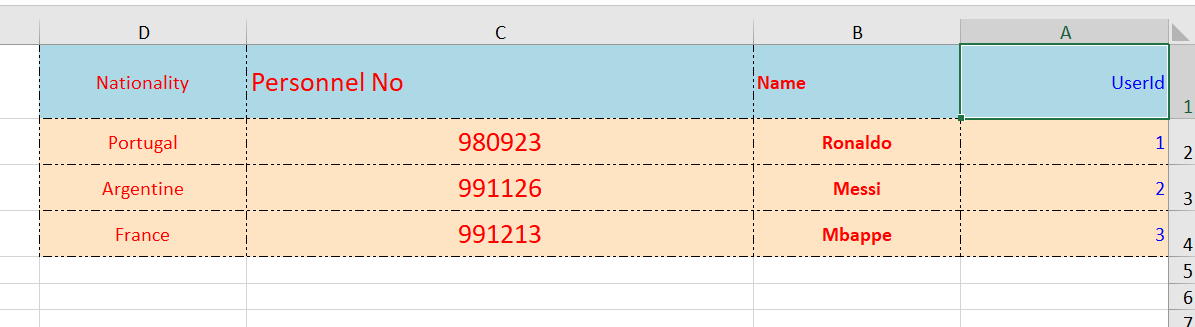 D C B A
Nationality Personnel No Name UserId 1
Portugal 980923 Ronaldo 1 2
Argentine 991126 Messi 2 3
France 991213 Mbappe 3 4
5
6
7